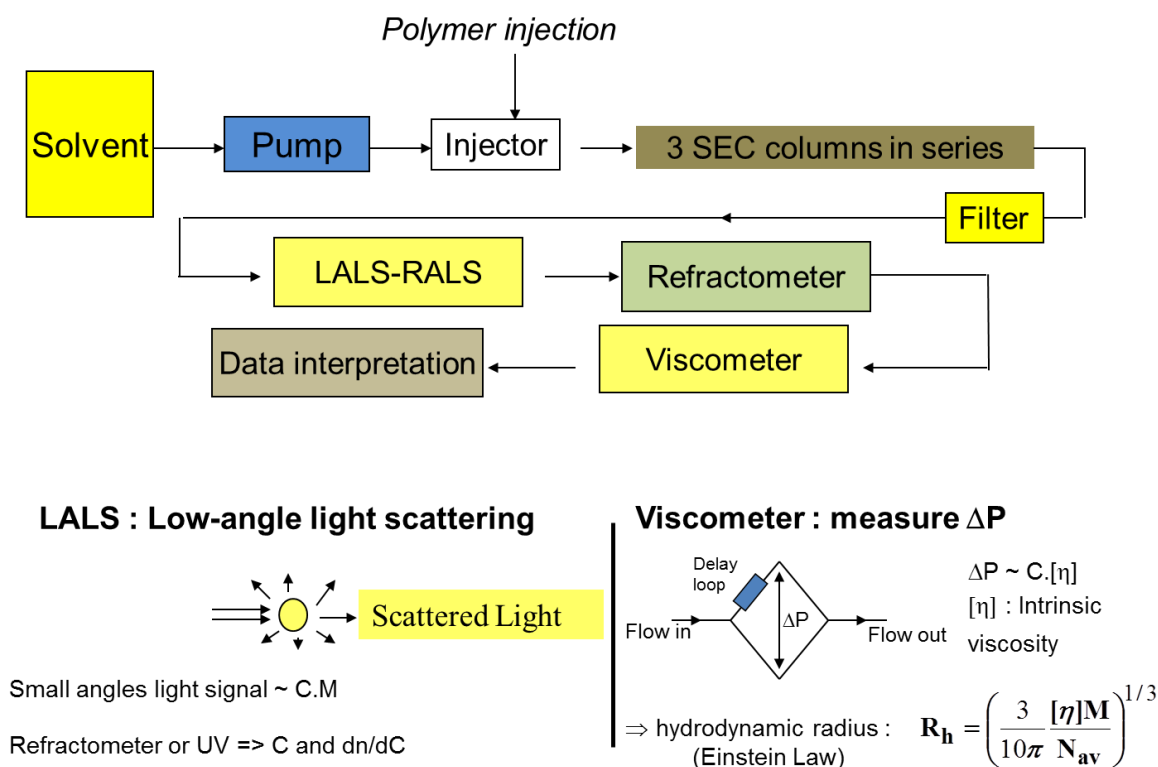 Polymer injection
Solvent
Pump
Injector
3 SEC columns in series
Filter
LALS-RALS
Refractometer
Data interpretation
Viscometer
LALS : Low-angle light scattering
Scattered Light
Small angles light signal ~ C.M
Refractometer or UV => C and dn/dC
Viscometer : measure ΔP
Delay
loop
ΔP
Flow in
Flow out
ΔP ~ C.[η]
[η] : Intrinsic
viscosity
⇒ hydrodynamic radius :
(Einstein Law)
R_h = (3/10π [η]M/N_av)^1/3